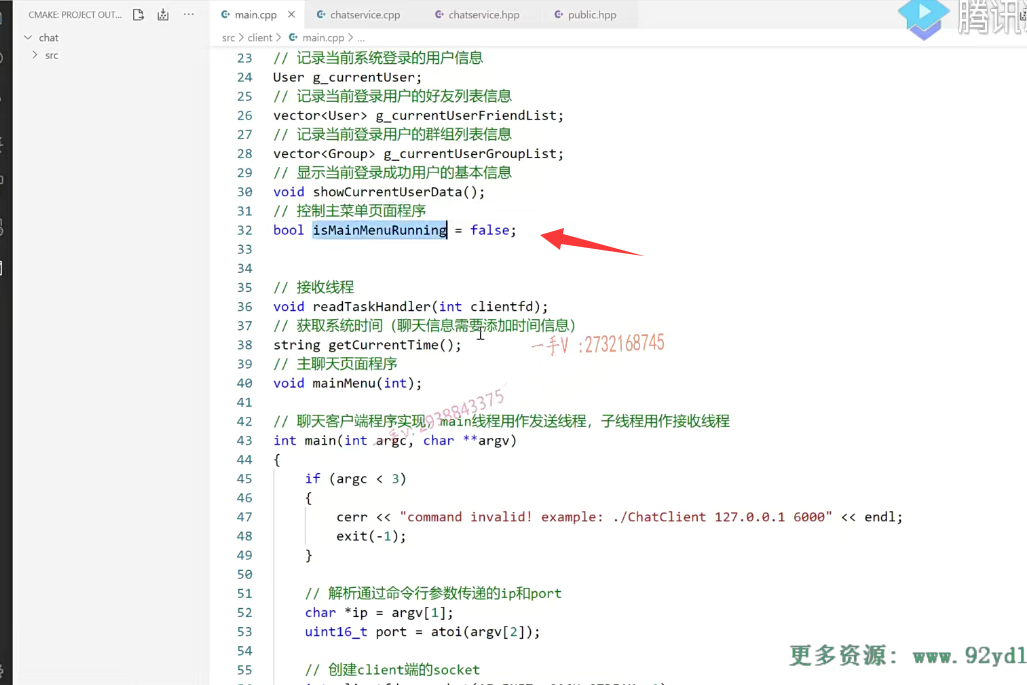 CMAKE: PROJECT OUT... ...
chat
src
main.cpp
chatservice.cpp
chatservice.hpp
public.hpp
腾讯
src > client > main.cpp > ...
23 // 记录当前系统登录的用户信息
24 User g_currentUser;
25 // 记录当前登录用户的好友列表信息
26 vector<User> g_currentUserFriendList;
27 // 记录当前登录用户的群组列表信息
28 vector<Group> g_currentUserGroupList;
29 // 显示当前登录成功用户的基本信息
30 void showCurrentUserData();
31 // 控制主菜单页面程序
32 bool isMainMenuRunning = false;
33
34
35 // 接收线程
36 void readTaskHandler(int clientfd);
37 // 获取系统时间（聊天信息需要添加时间信息）
38 string getCurrentTime();
一手V :2732168745
39 // 主聊天页面程序
40 void mainMenu(int);
41
42 // 聊天客户端程序实现，main线程用作发送线程，子线程用作接收线程
手V: 2938843375
43 int main(int argc, char **argv)
44 {
45 if (argc < 3)
46 {
47 cerr << "command invalid! example: ./ChatClient 127.0.0.1 6000" << endl;
48 exit(-1);
49 }
50
51 // 解析通过命令行参数传递的ip和port
52 char *ip = argv[1];
53 uint16_t port = atoi(argv[2]);
54
55 // 创建client端的socket
更多资源: www.92yd1